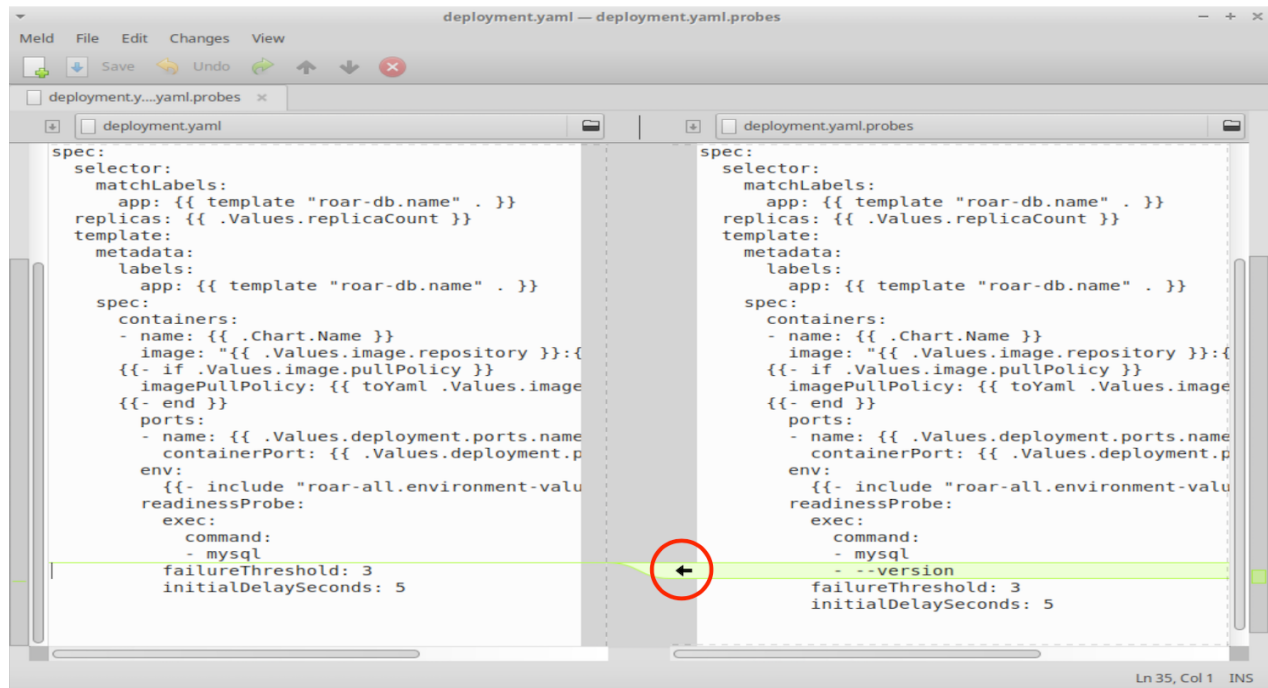 deployment.yaml — deployment.yaml.probes
Meld File Edit Changes View
Save Undo
deployment.y....yaml.probes
deployment.yaml
deployment.yaml.probes
spec:
  selector:
    matchLabels:
      app: {{ template "roar-db.name" . }}
  replicas: {{ .Values.replicaCount }}
  template:
    metadata:
      labels:
        app: {{ template "roar-db.name" . }}
    spec:
      containers:
      - name: {{ .Chart.Name }}
        image: "{{ .Values.image.repository }}:{
      {{- if .Values.image.pullPolicy }}
        imagePullPolicy: {{ toYaml .Values.image
      {{- end }}
        ports:
        - name: {{ .Values.deployment.ports.name
          containerPort: {{ .Values.deployment.p
        env:
          {{- include "roar-all.environment-valu
        readinessProbe:
          exec:
            command:
            - mysql
          failureThreshold: 3
          initialDelaySeconds: 5
spec:
  selector:
    matchLabels:
      app: {{ template "roar-db.name" . }}
  replicas: {{ .Values.replicaCount }}
  template:
    metadata:
      labels:
        app: {{ template "roar-db.name" . }}
    spec:
      containers:
      - name: {{ .Chart.Name }}
        image: "{{ .Values.image.repository }}:{
      {{- if .Values.image.pullPolicy }}
        imagePullPolicy: {{ toYaml .Values.image
      {{- end }}
        ports:
        - name: {{ .Values.deployment.ports.name
          containerPort: {{ .Values.deployment.p
        env:
          {{- include "roar-all.environment-valu
        readinessProbe:
          exec:
            command:
            - mysql
            - --version
          failureThreshold: 3
          initialDelaySeconds: 5
Ln 35, Col 1 INS